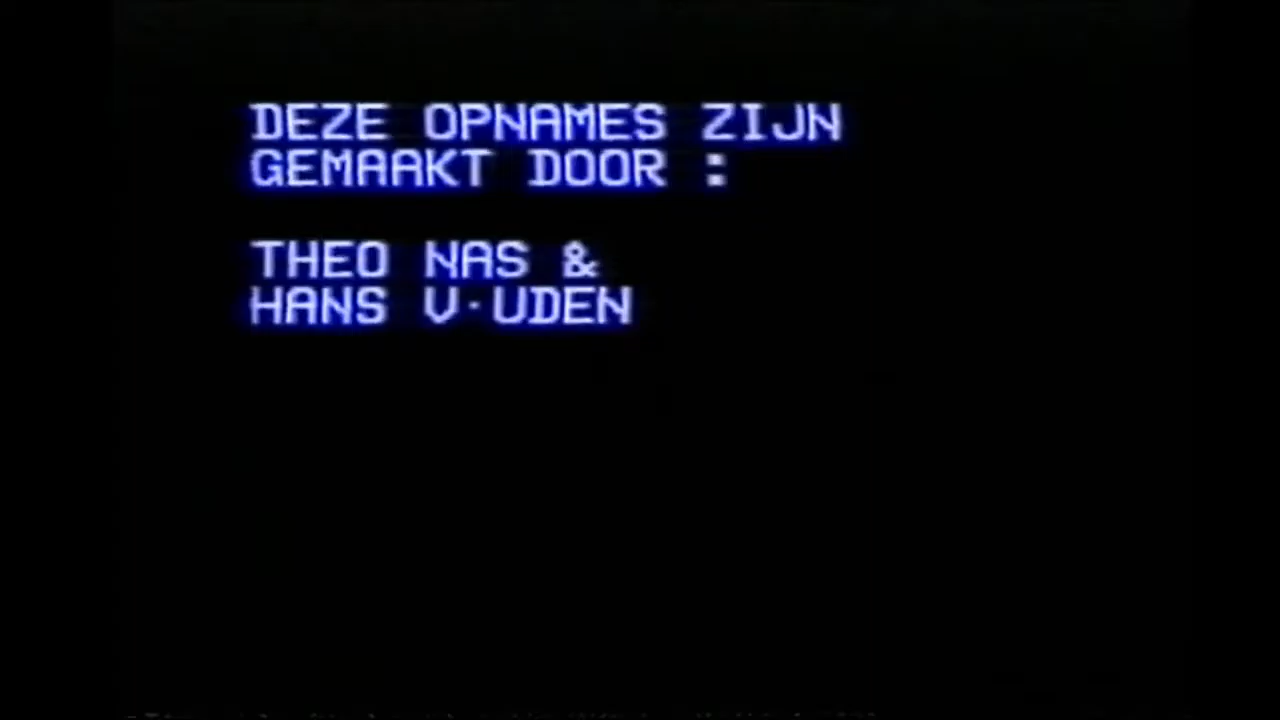 DEZE OPNAMES ZIJN
GEMAAKT DOOR :
THEO NAS &
HANS V.UDEN